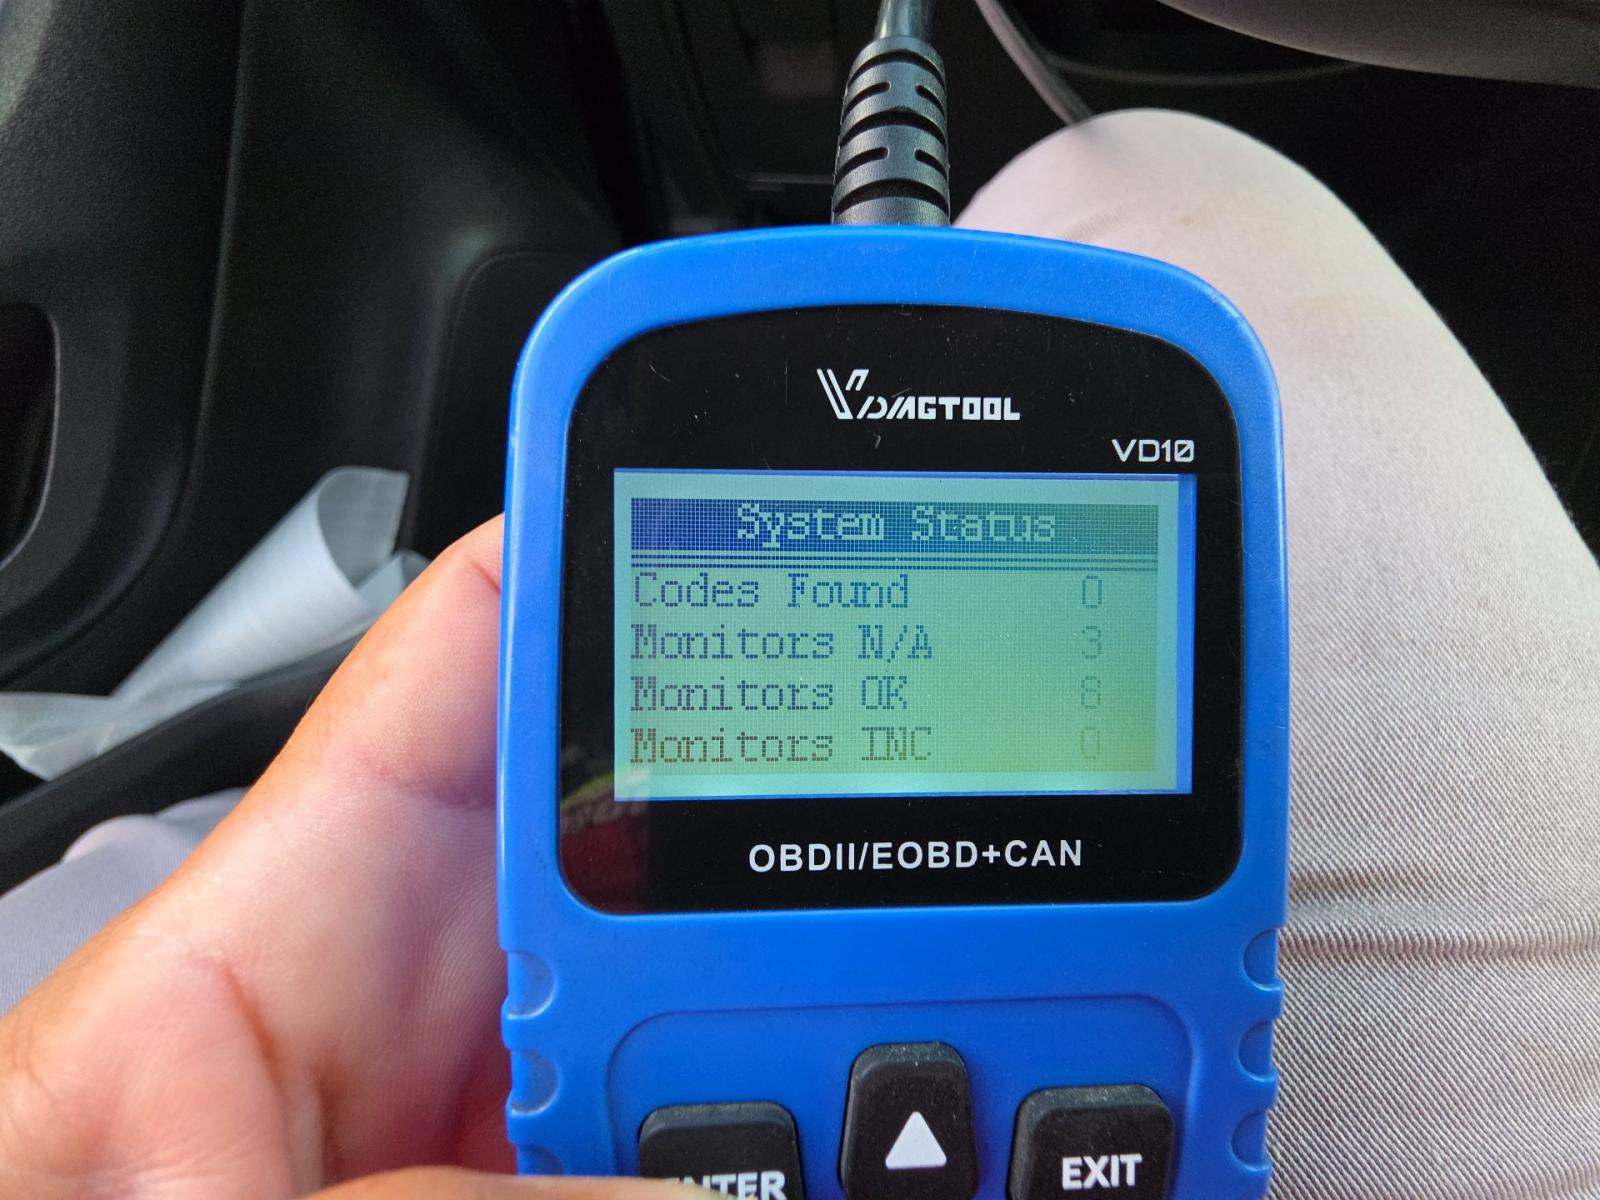 VDIAGTOOL
VD10
System Status
Codes Found 0
Monitors N/A 3
Monitors OK 8
Monitors INC 0
OBDII/EOBD+CAN
ENTER
EXIT